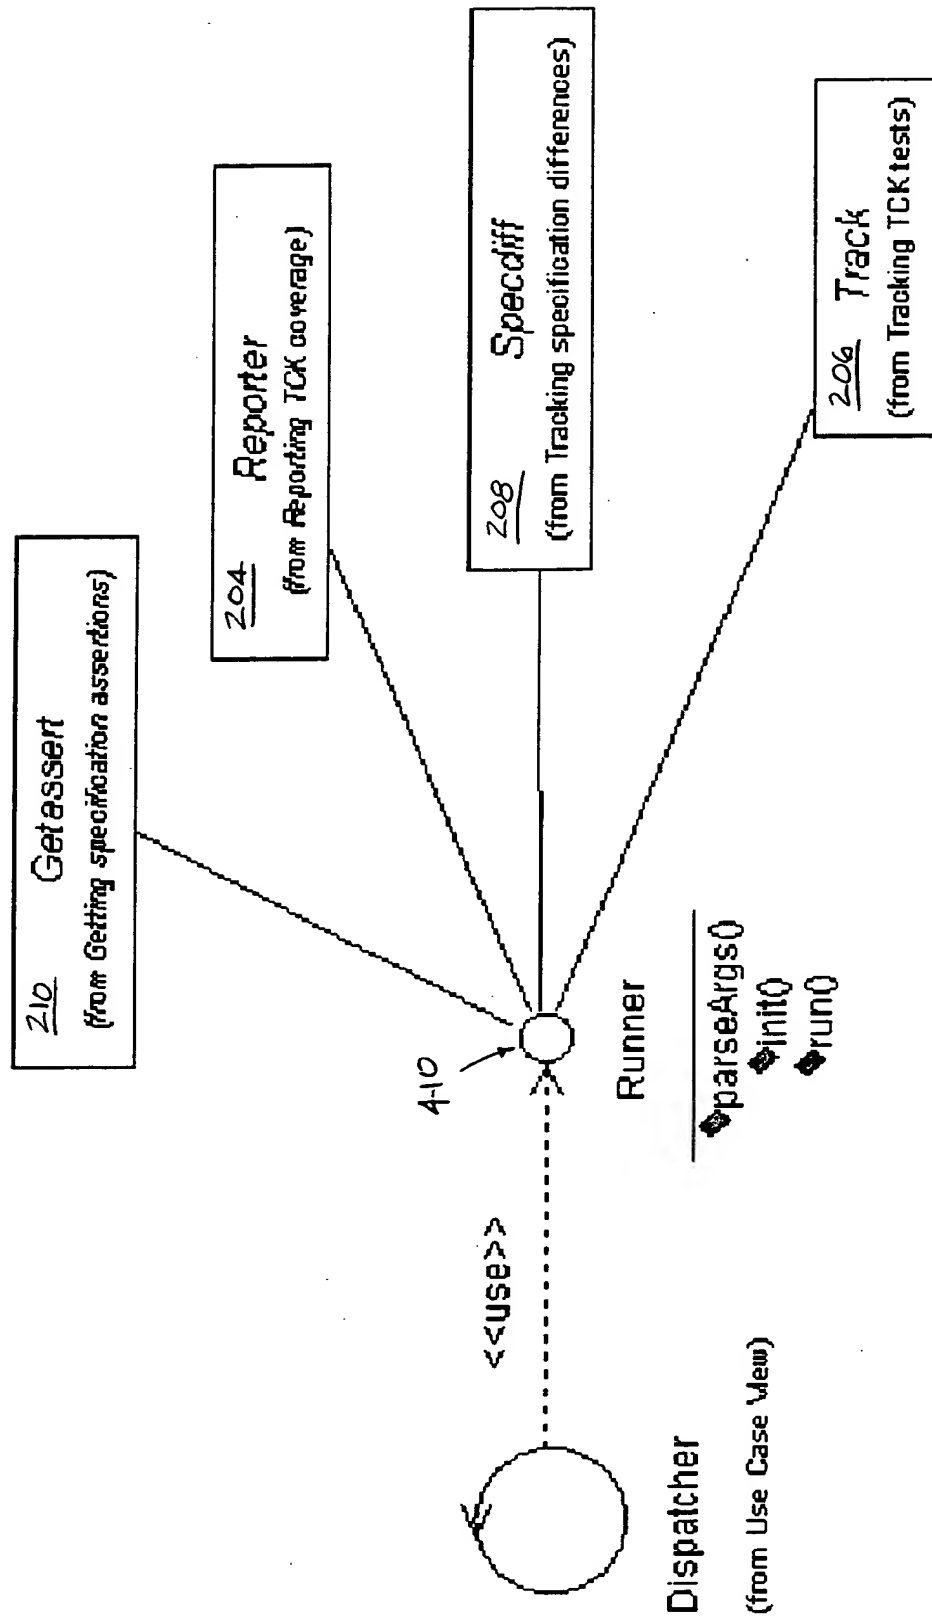 210 Getassert
(from Getting specification assertions)
204 Reporter
(from Reporting TCK coverage)
208 Specdiff
(from Tracking specification differences)
206 Track
(from Tracking TCK tests)
410
Runner
parseArgs()
init()
run()
<<use>>
Dispatcher
(from Use Case View)